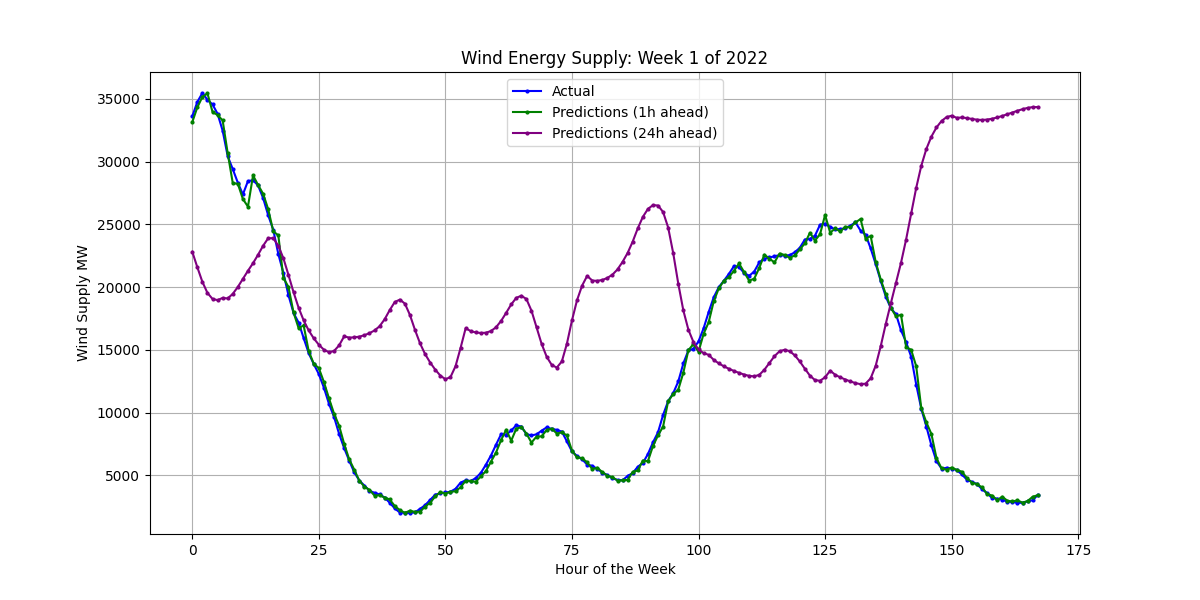 Wind Energy Supply: Week 1 of 2022
Actual
Predictions (1h ahead)
Predictions (24h ahead)
Wind Supply MW
35000
30000
25000
20000
15000
10000
5000
0 25 50 75 100 125 150 175
Hour of the Week